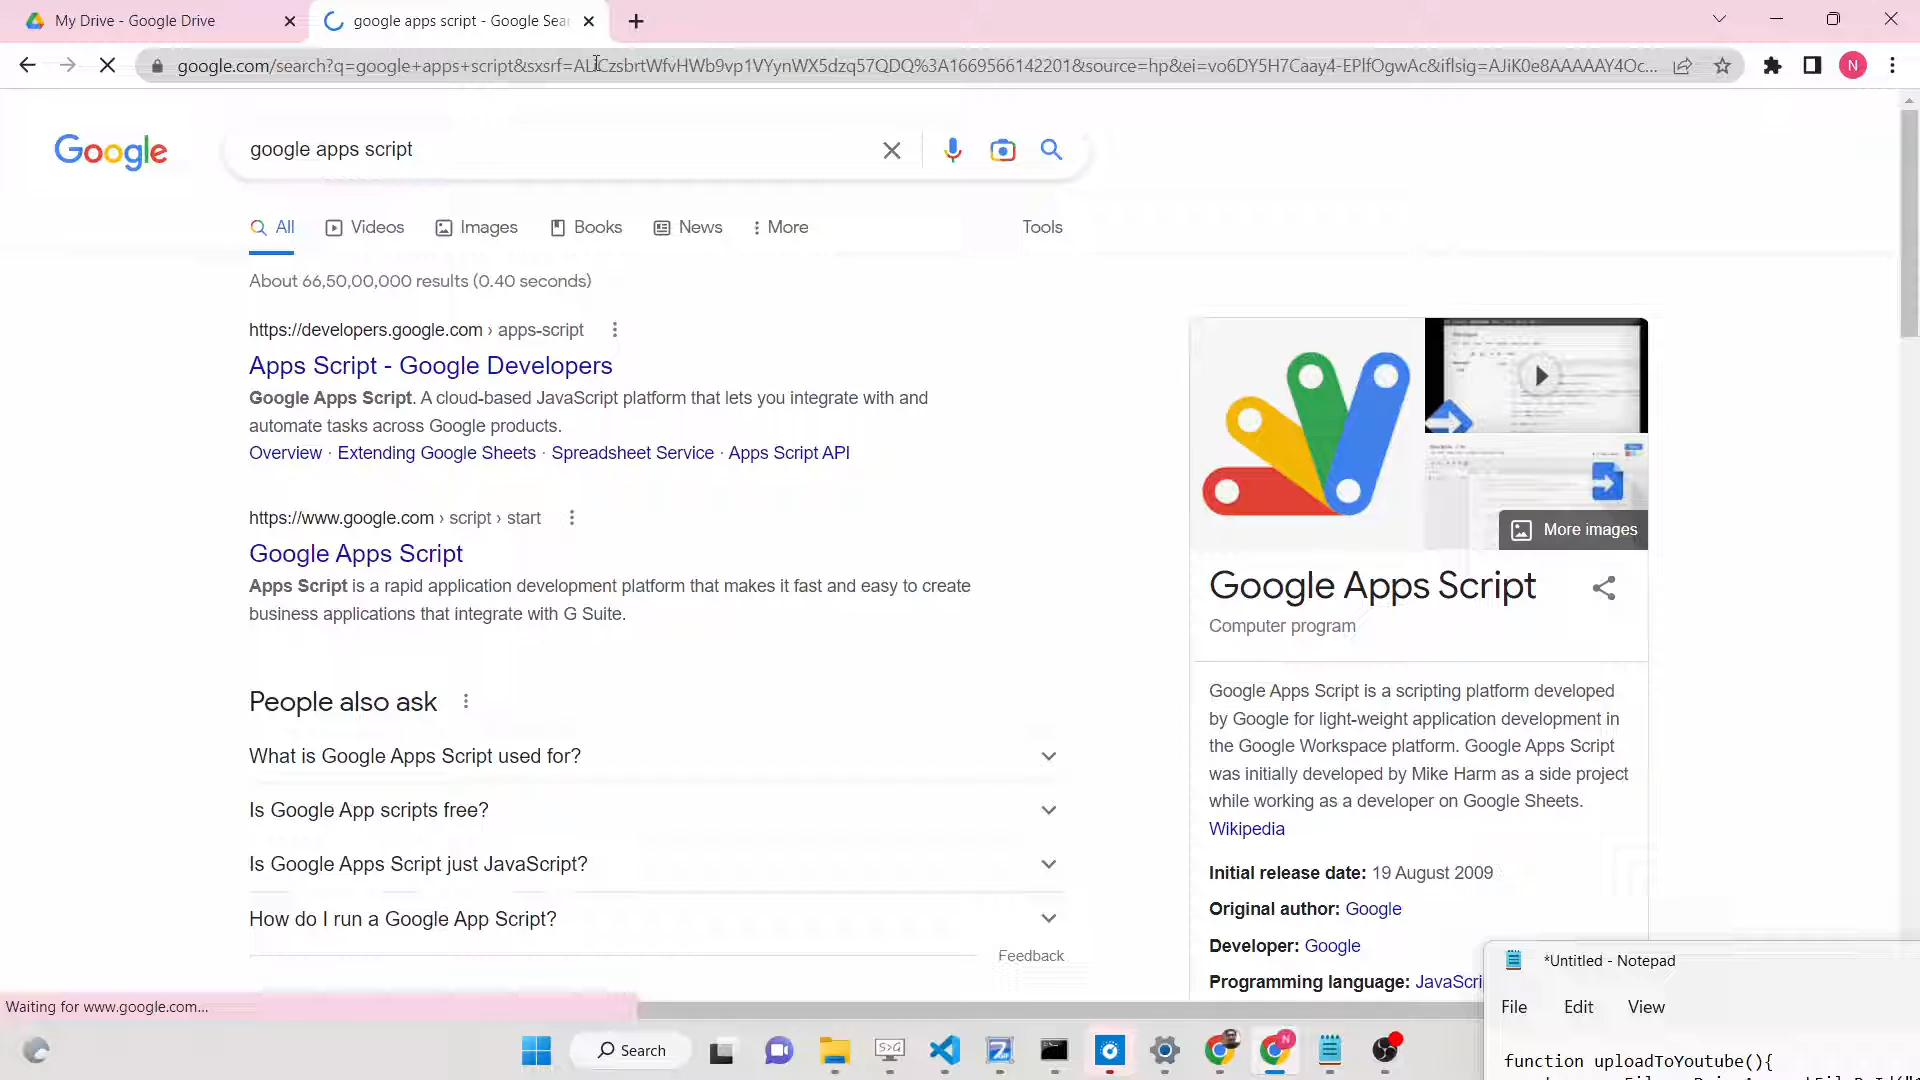 My Drive - Google Drive
google apps script - Google Sea
google.com/search?q=google+apps+script&sxsrf=ALiCzsbrtWfvHWb9vp1VYynWX5dzq57QDQ%3A1669566142201&source=hp&ei=vo6DY5H7Caay4-EPlfOgwAc&iflsig=AJiK0e8AAAAAY4Oc...
N
Google
google apps script
All
Videos
Images
Books
News
More
Tools
About 66,50,00,000 results (0.40 seconds)
https://developers.google.com › apps-script
Apps Script - Google Developers
Google Apps Script. A cloud-based JavaScript platform that lets you integrate with and
automate tasks across Google products.
Overview · Extending Google Sheets · Spreadsheet Service · Apps Script API
https://www.google.com › script › start
Google Apps Script
Apps Script is a rapid application development platform that makes it fast and easy to create
business applications that integrate with G Suite.
People also ask
What is Google Apps Script used for?
Is Google App scripts free?
Is Google Apps Script just JavaScript?
How do I run a Google App Script?
Feedback
More images
Google Apps Script
Computer program
Google Apps Script is a scripting platform developed
by Google for light-weight application development in
the Google Workspace platform. Google Apps Script
was initially developed by Mike Harm as a side project
while working as a developer on Google Sheets.
Wikipedia
Initial release date: 19 August 2009
Original author: Google
Developer: Google
Programming language: JavaScri
*Untitled - Notepad
File Edit View
function uploadToYoutube(){
Waiting for www.google.com...
Search